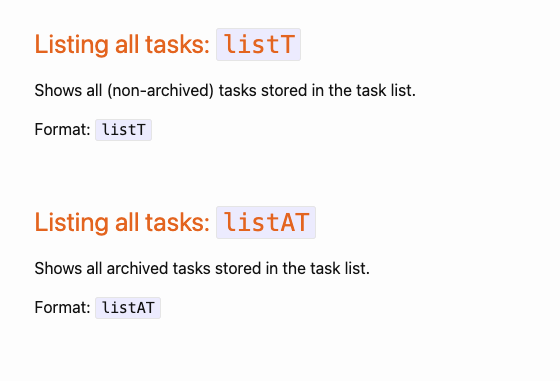 Listing all tasks: listT
Shows all (non-archived) tasks stored in the task list.
Format: listT
Listing all tasks: listAT
Shows all archived tasks stored in the task list.
Format: listAT